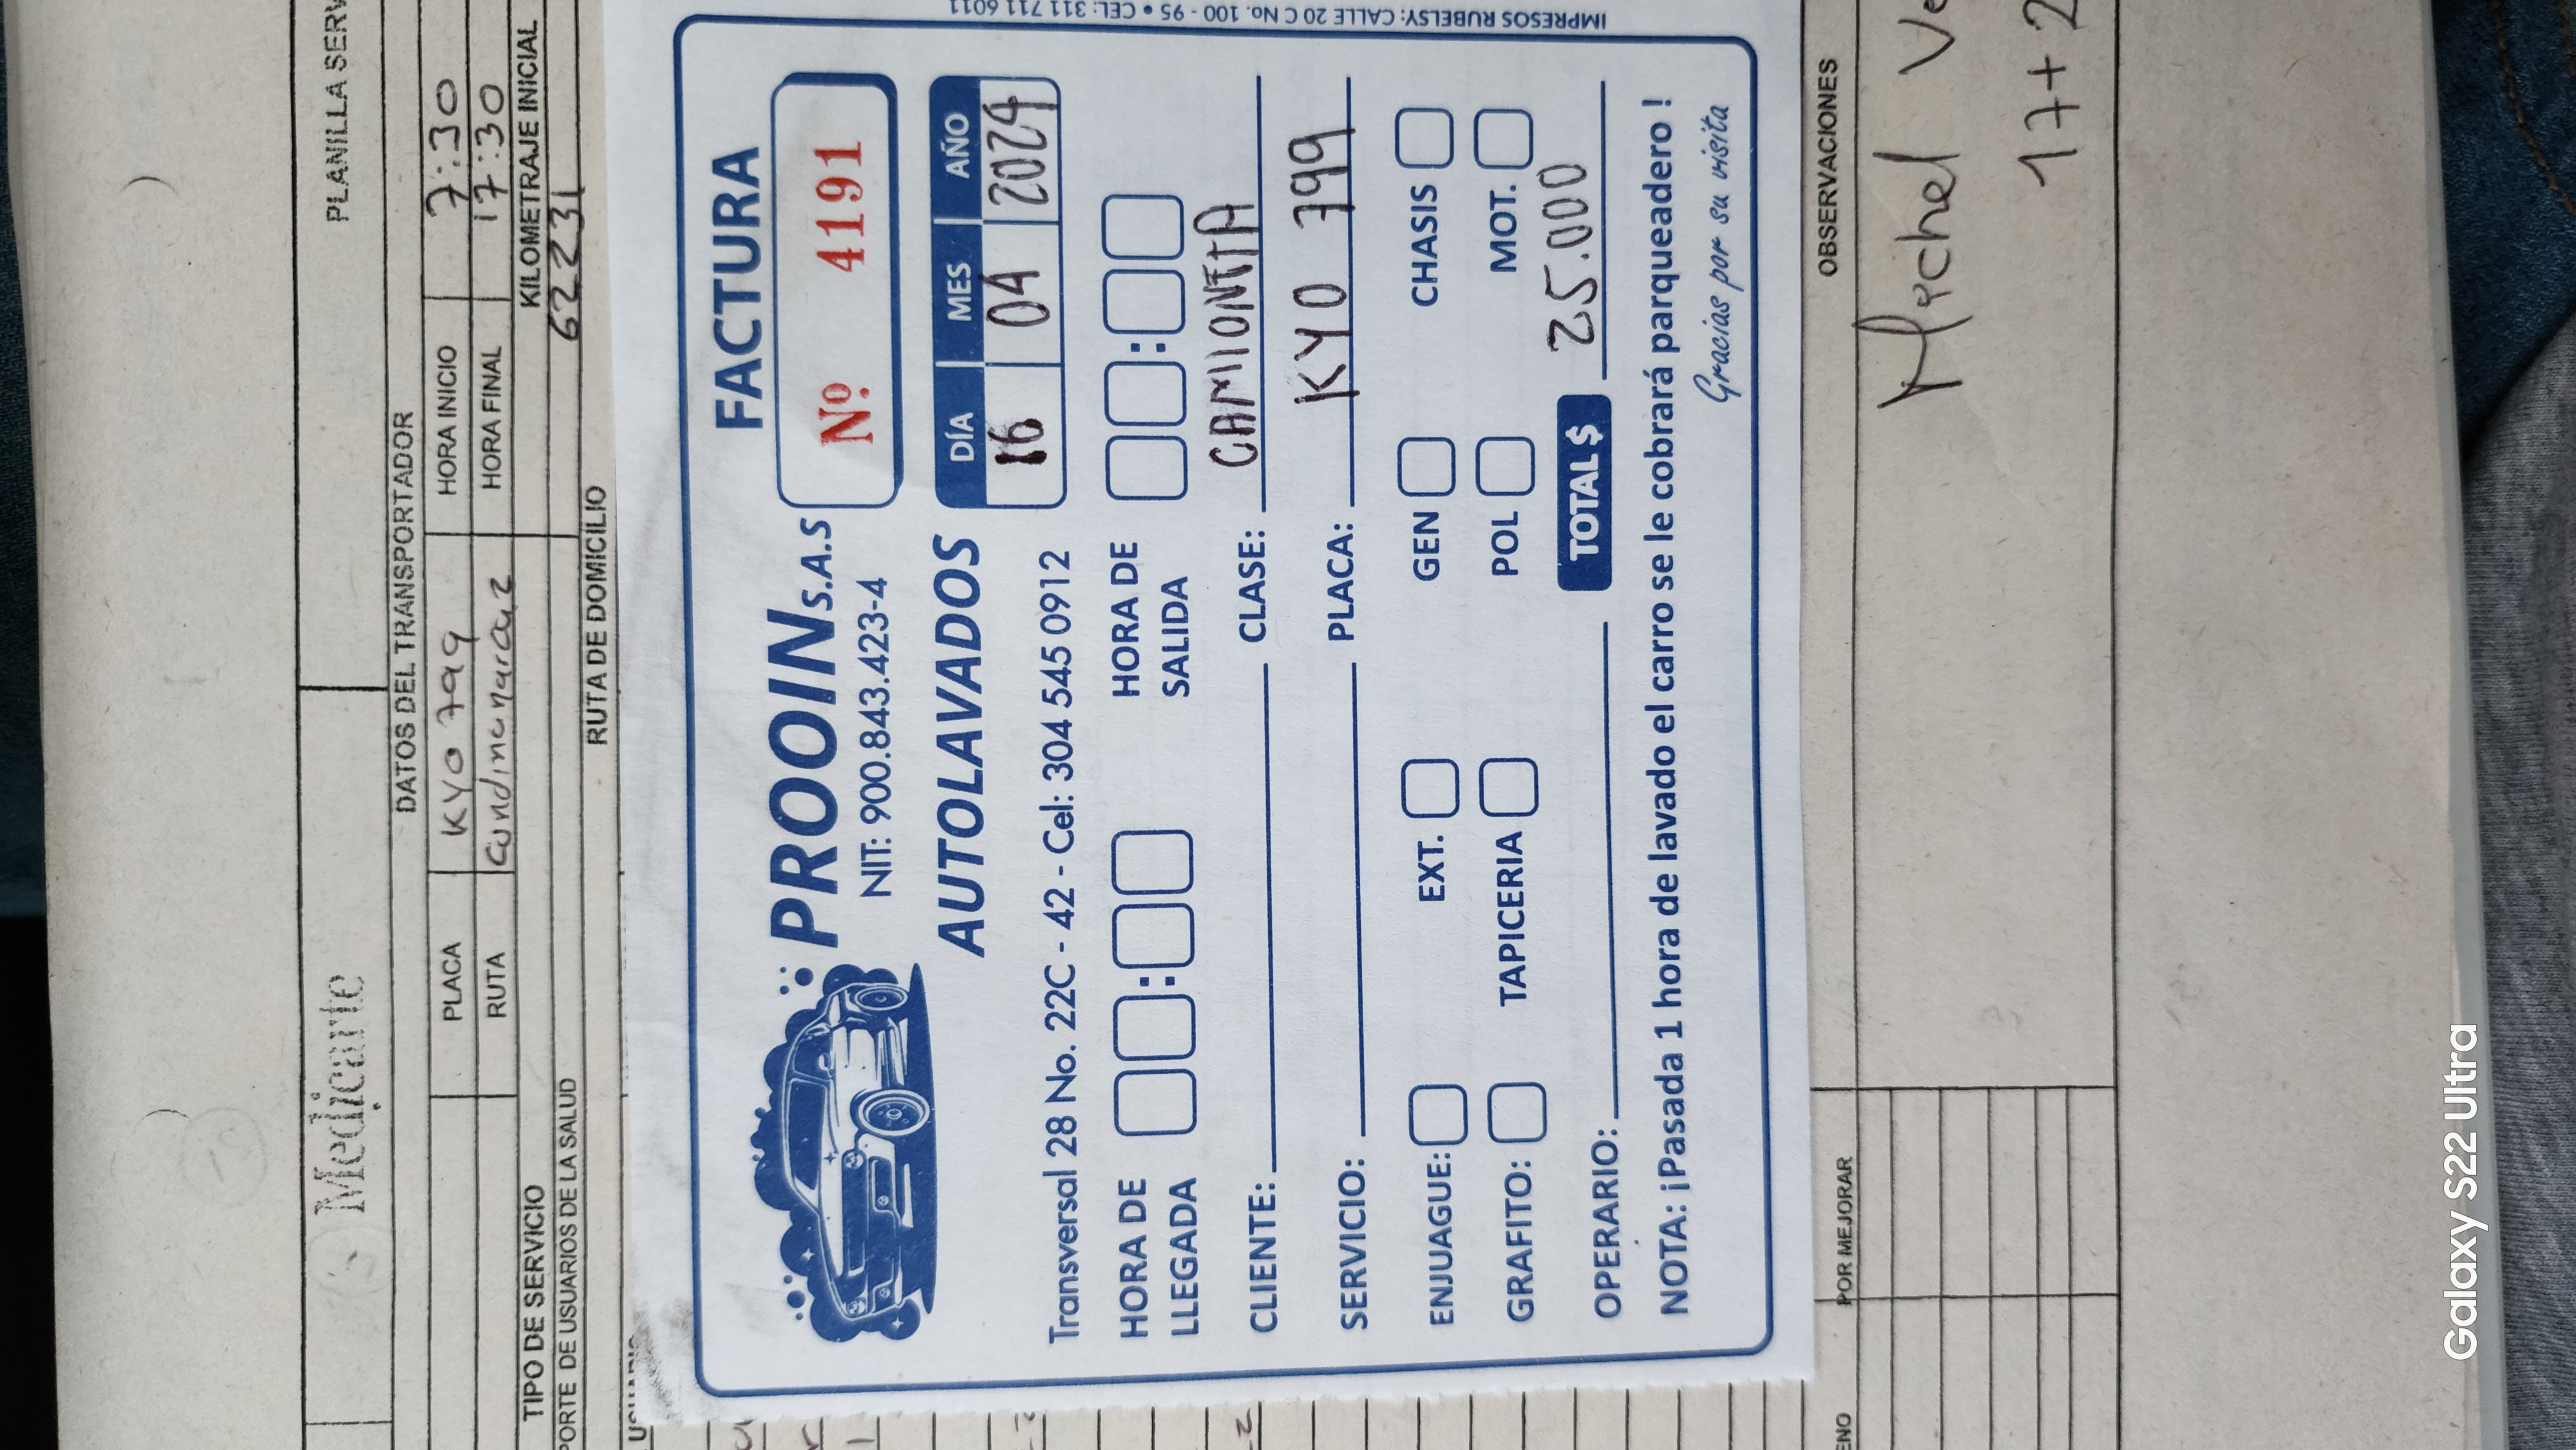 Medicarte
PLANILLA SERV
DATOS DEL TRANSPORTADOR
PLACA KYO 799 HORA INICIO 7:30
RUTA Cundinamarca 2 HORA FINAL 17:30
TIPO DE SERVICIO KILOMETRAJE INICIAL
PORTE DE USUARIOS DE LA SALUD 62231
RUTA DE DOMICILIO
IMPRESOS RUBELSY: CALLE 20 C No. 100 - 95 • CEL: 311 711 6011
FACTURA
PROOIN S.A.S
NIT: 900.843.423-4
Nº 4191
AUTOLAVADOS
DÍA MES AÑO
16 04 2024
Transversal 28 No. 22C - 42 - Cel: 304 545 0912
HORA DE LLEGADA : HORA DE SALIDA :
CLIENTE: CLASE: CAMIONETA
SERVICIO: PLACA: KYO 799
ENJUAGUE: EXT. GEN CHASIS
GRAFITO: TAPICERIA POL MOT.
OPERARIO: TOTAL $ 25.000
NOTA: ¡Pasada 1 hora de lavado el carro se le cobrará parqueadero !
Gracias por su visita
ENO POR MEJORAR OBSERVACIONES
17+2
Galaxy S22 Ultra